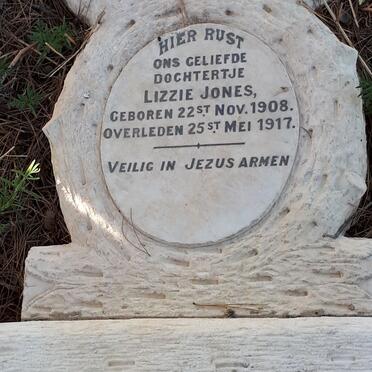 HIER RUST
ONS GELIEFDE
DOCHTERTJE
LIZZIE JONES,
GEBOREN 22ST NOV. 1908.
OVERLEDEN 25ST MEI 1917.
VEILIG IN JEZUS ARMEN